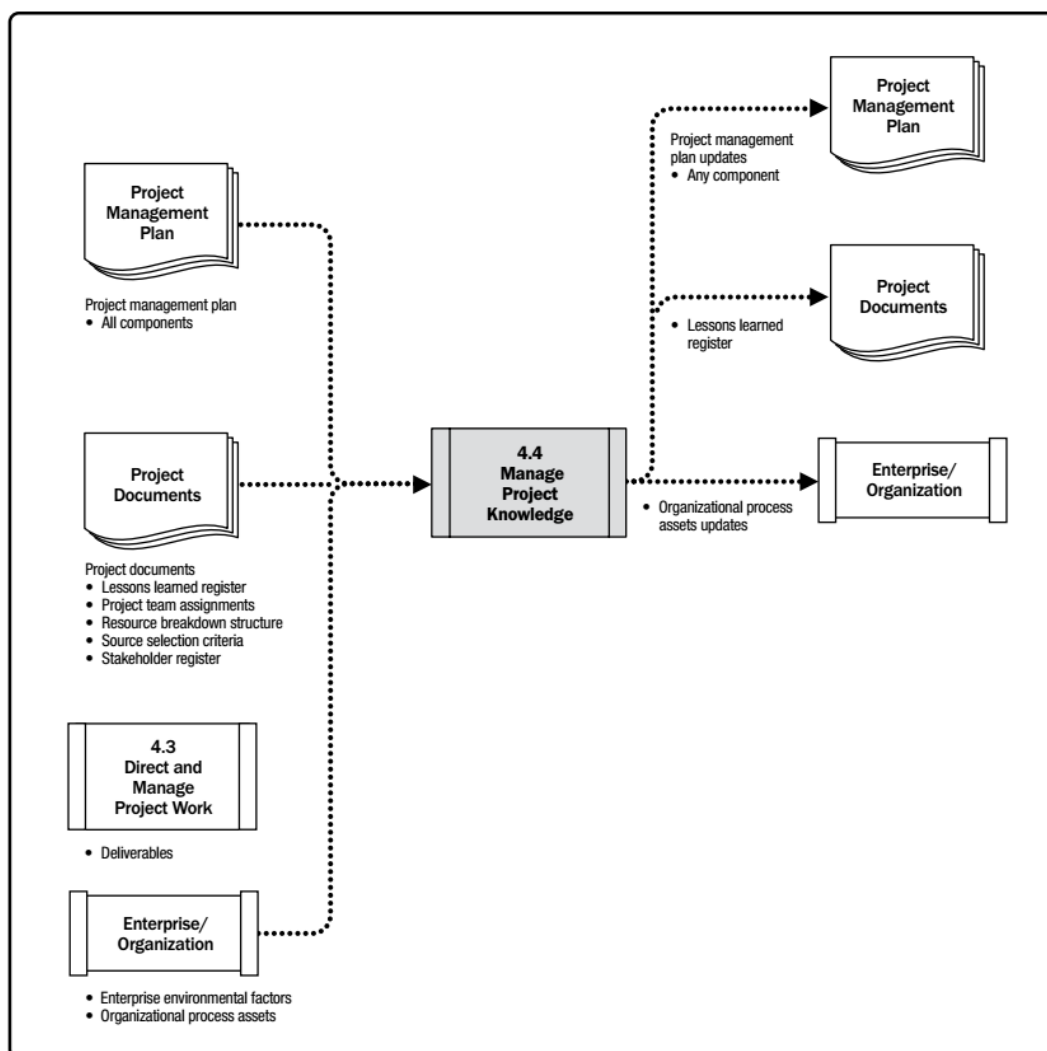 Project
Management
Plan
Project management plan
• All components
Project
Documents
Project documents
• Lessons learned register
• Project team assignments
• Resource breakdown structure
• Source selection criteria
• Stakeholder register
4.3
Direct and
Manage
Project Work
• Deliverables
Enterprise/
Organization
• Enterprise environmental factors
• Organizational process assets
4.4
Manage
Project
Knowledge
Project management
plan updates
• Any component
Project
Management
Plan
• Lessons learned
register
Project
Documents
• Organizational process
assets updates
Enterprise/
Organization